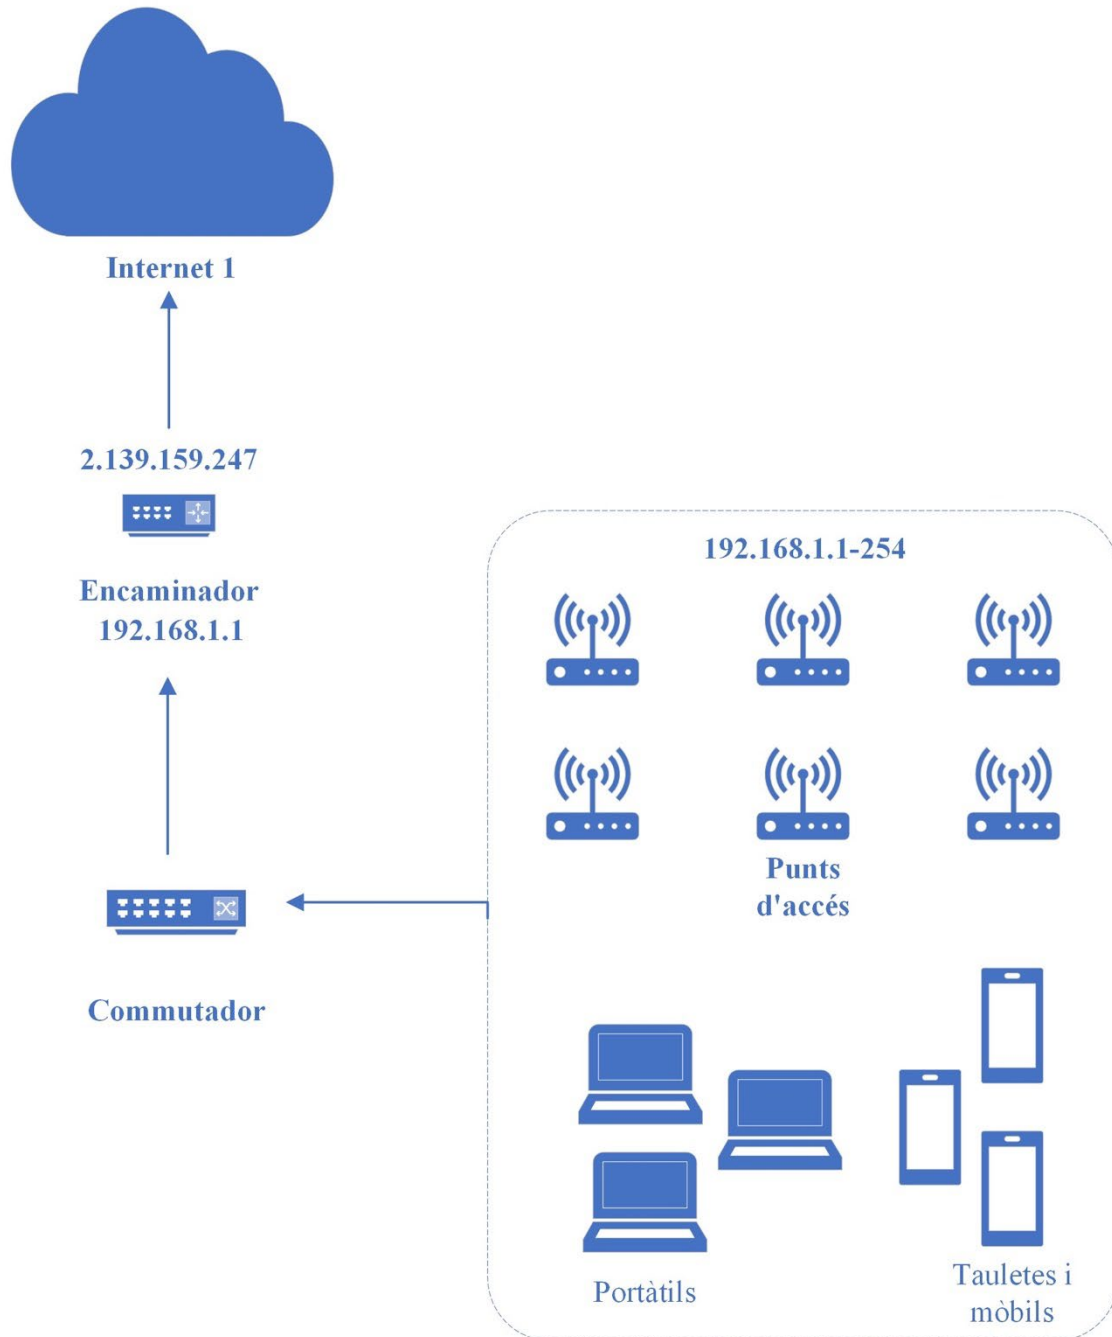 Internet 1
2.139.159.247
Encaminador
192.168.1.1
Commutador
192.168.1.1-254
Punts
d'accés
Portàtils
Tauletes i
mòbils